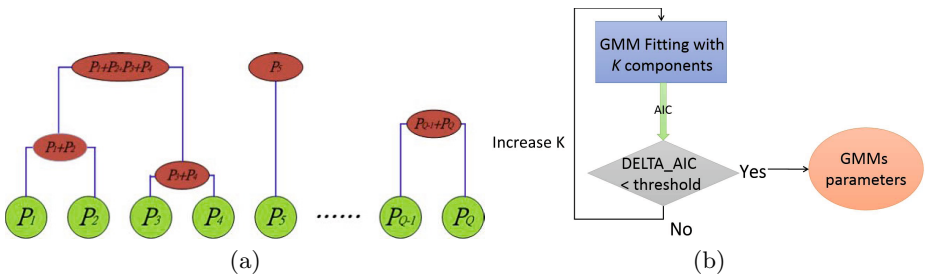 P1+P2+P3+P4
P5
P1+P2
P3+P4
PQ-1+PQ
P1 P2 P3 P4 P5 ...... PQ-1 PQ
(a)
GMM Fitting with
K components
AIC
Increase K
DELTA_AIC
< threshold
Yes
No
GMMs
parameters
(b)